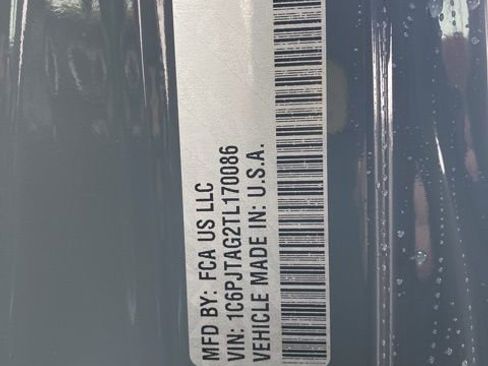 MFD BY: FCA US LLC
VIN: 1C6PJTAG2TL170086
VEHICLE MADE IN: U.S.A.